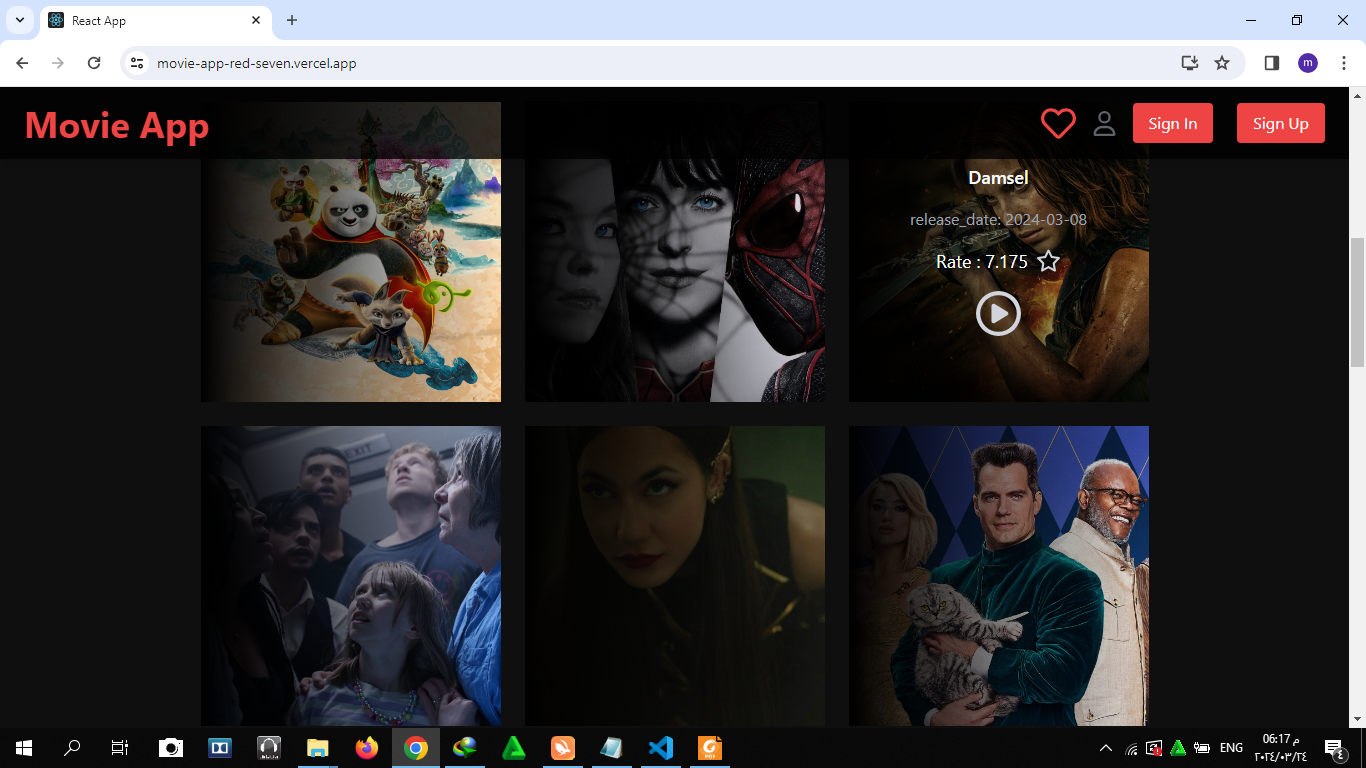 React App
movie-app-red-seven.vercel.app
m
Movie App
Sign In
Sign Up
Damsel
release_date: 2024-03-08
Rate : 7.175
EXIT
ENG
06:17 م
٢٠٢٤/٠٣/٢٤
٤